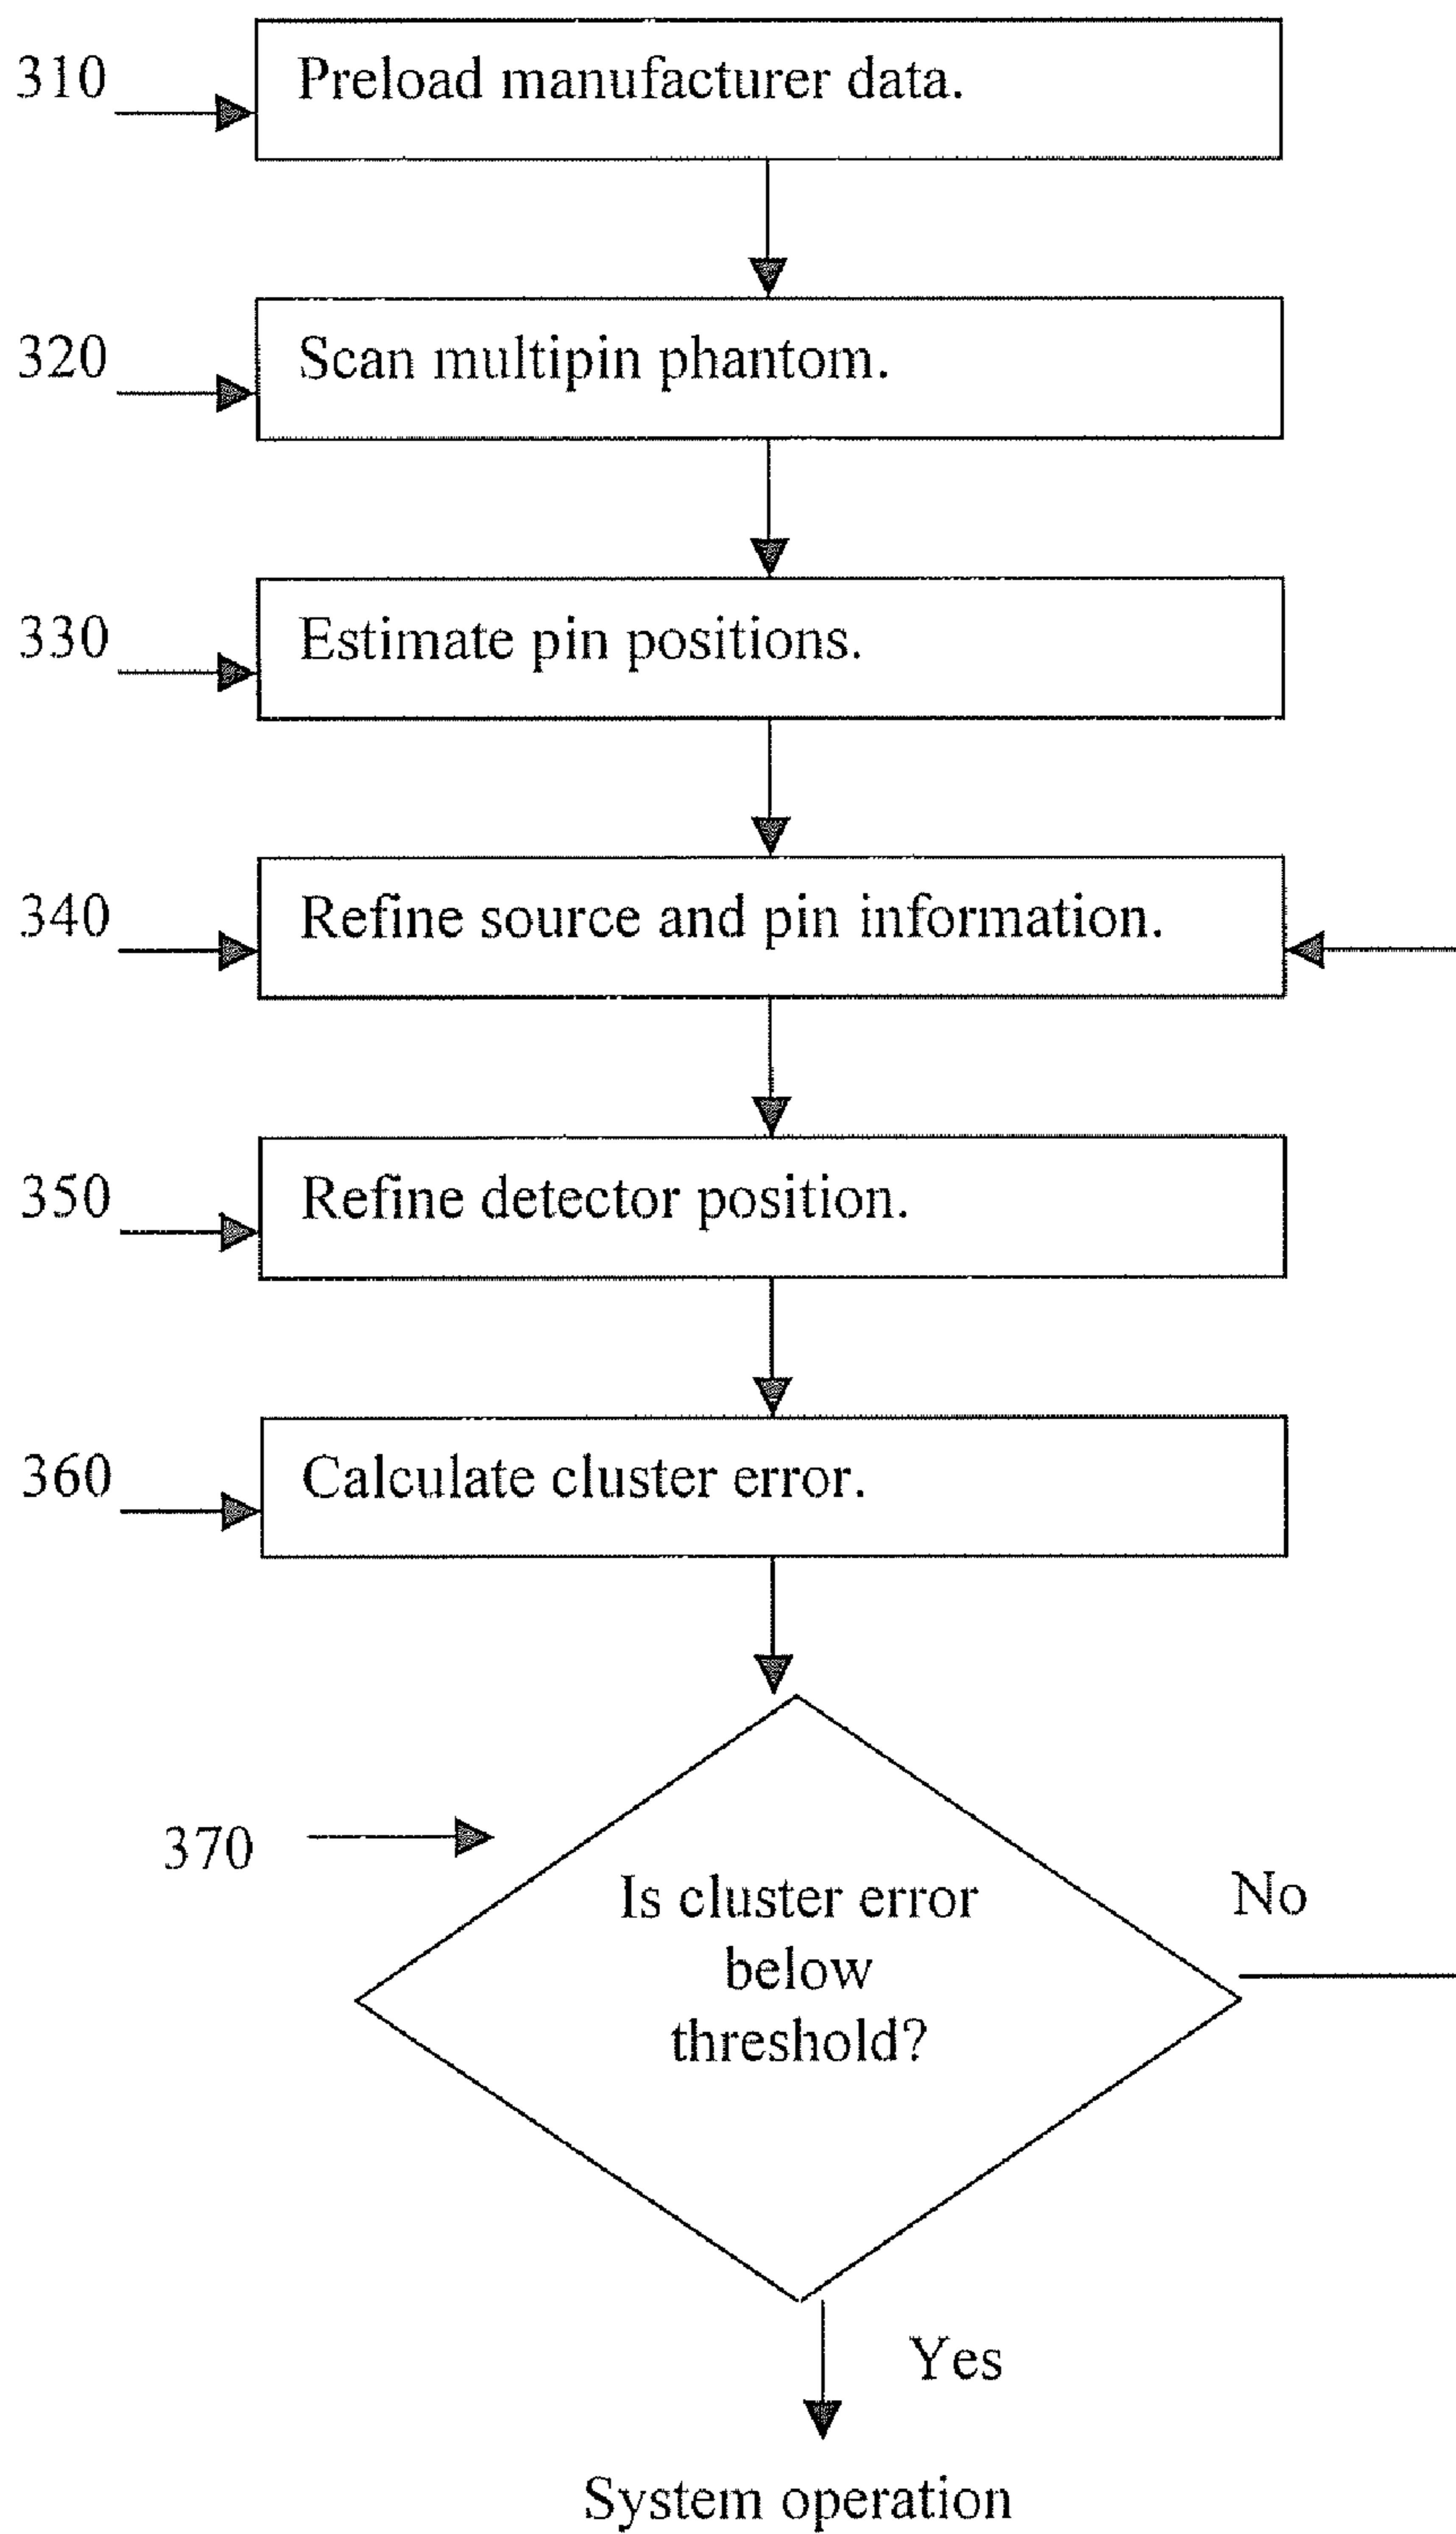 310
Preload manufacturer data.
320
Scan multipin phantom.
330
Estimate pin positions.
340
Refine source and pin information.
350
Refine detector position.
360
Calculate cluster error.
370
Is cluster error
below
threshold?
No
Yes
System operation